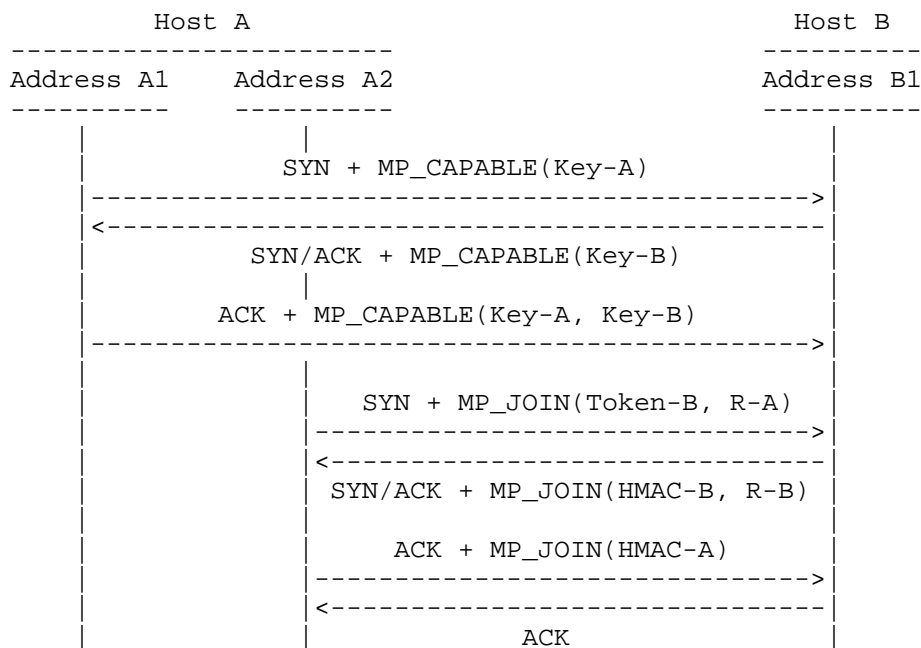 Host A Host B
Address A1 Address A2 Address B1
SYN + MP_CAPABLE(Key-A)
SYN/ACK + MP_CAPABLE(Key-B)
ACK + MP_CAPABLE(Key-A, Key-B)
SYN + MP_JOIN(Token-B, R-A)
SYN/ACK + MP_JOIN(HMAC-B, R-B)
ACK + MP_JOIN(HMAC-A)
ACK